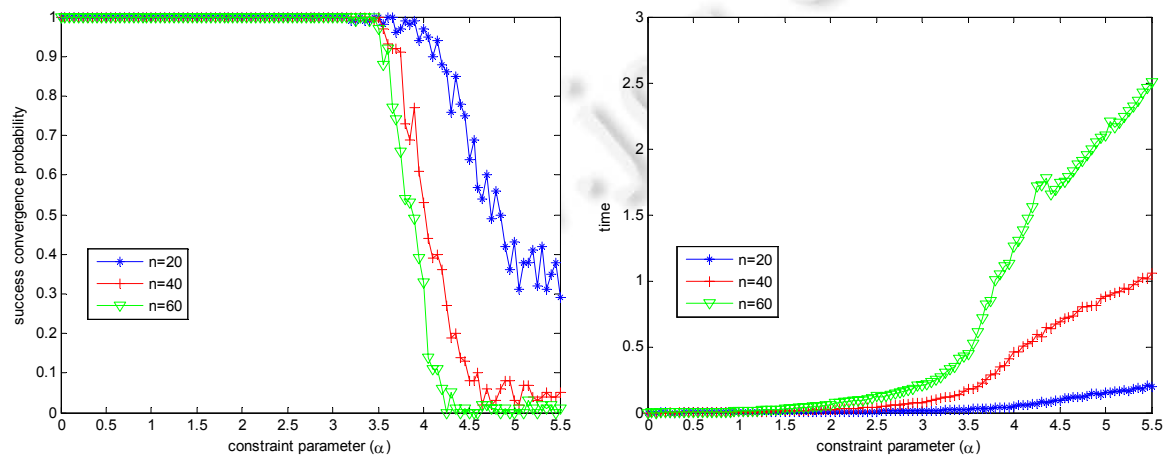 1
0.9
0.8
0.7
0.6
0.5
0.4
0.3
0.2
0.1
0
success convergence probability
n=20
n=40
n=60
0 0.5 1 1.5 2 2.5 3 3.5 4 4.5 5 5.5
constraint parameter (α)
3
2.5
2
1.5
1
0.5
0
time
n=20
n=40
n=60
0 0.5 1 1.5 2 2.5 3 3.5 4 4.5 5 5.5
constraint parameter (α)